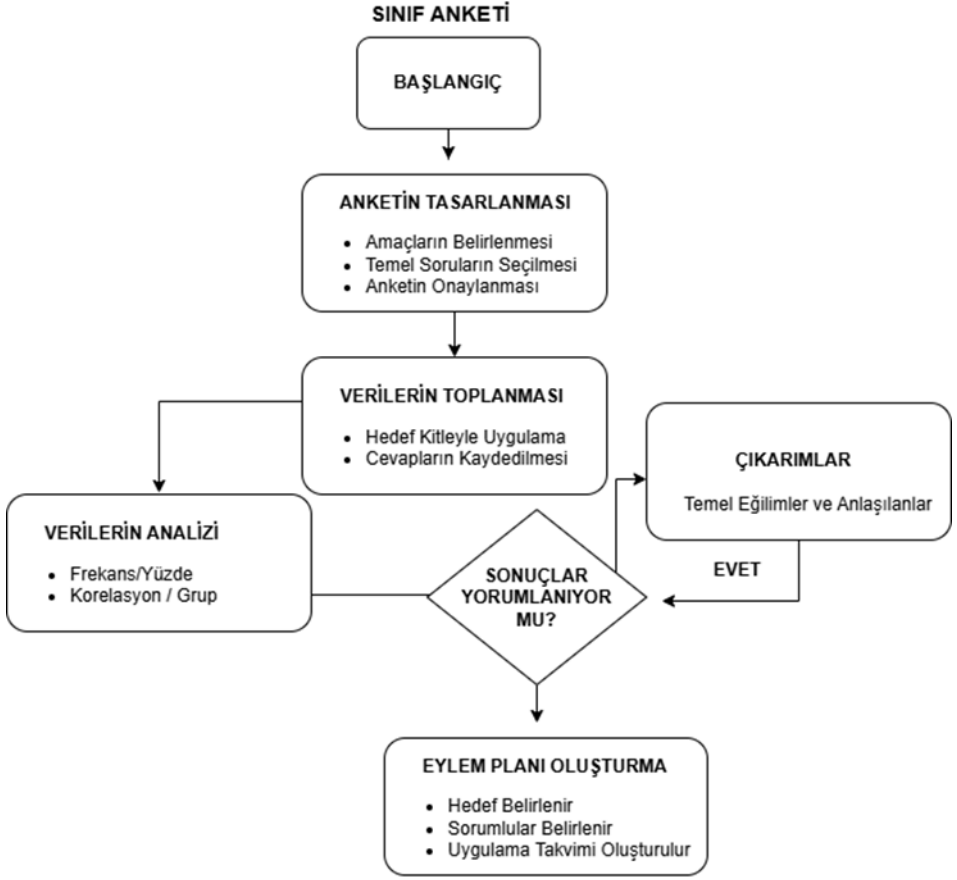 SINIF ANKETİ
BAŞLANGIÇ
ANKETİN TASARLANMASI
• Amaçların Belirlenmesi
• Temel Soruların Seçilmesi
• Anketin Onaylanması
VERİLERİN TOPLANMASI
• Hedef Kitleyle Uygulama
• Cevapların Kaydedilmesi
VERİLERİN ANALİZİ
• Frekans/Yüzde
• Korelasyon / Grup
SONUÇLAR
YORUMLANIYOR
MU?
ÇIKARIMLAR
Temel Eğilimler ve Anlaşılanlar
EVET
EYLEM PLANI OLUŞTURMA
• Hedef Belirlenir
• Sorumlular Belirlenir
• Uygulama Takvimi Oluşturulur